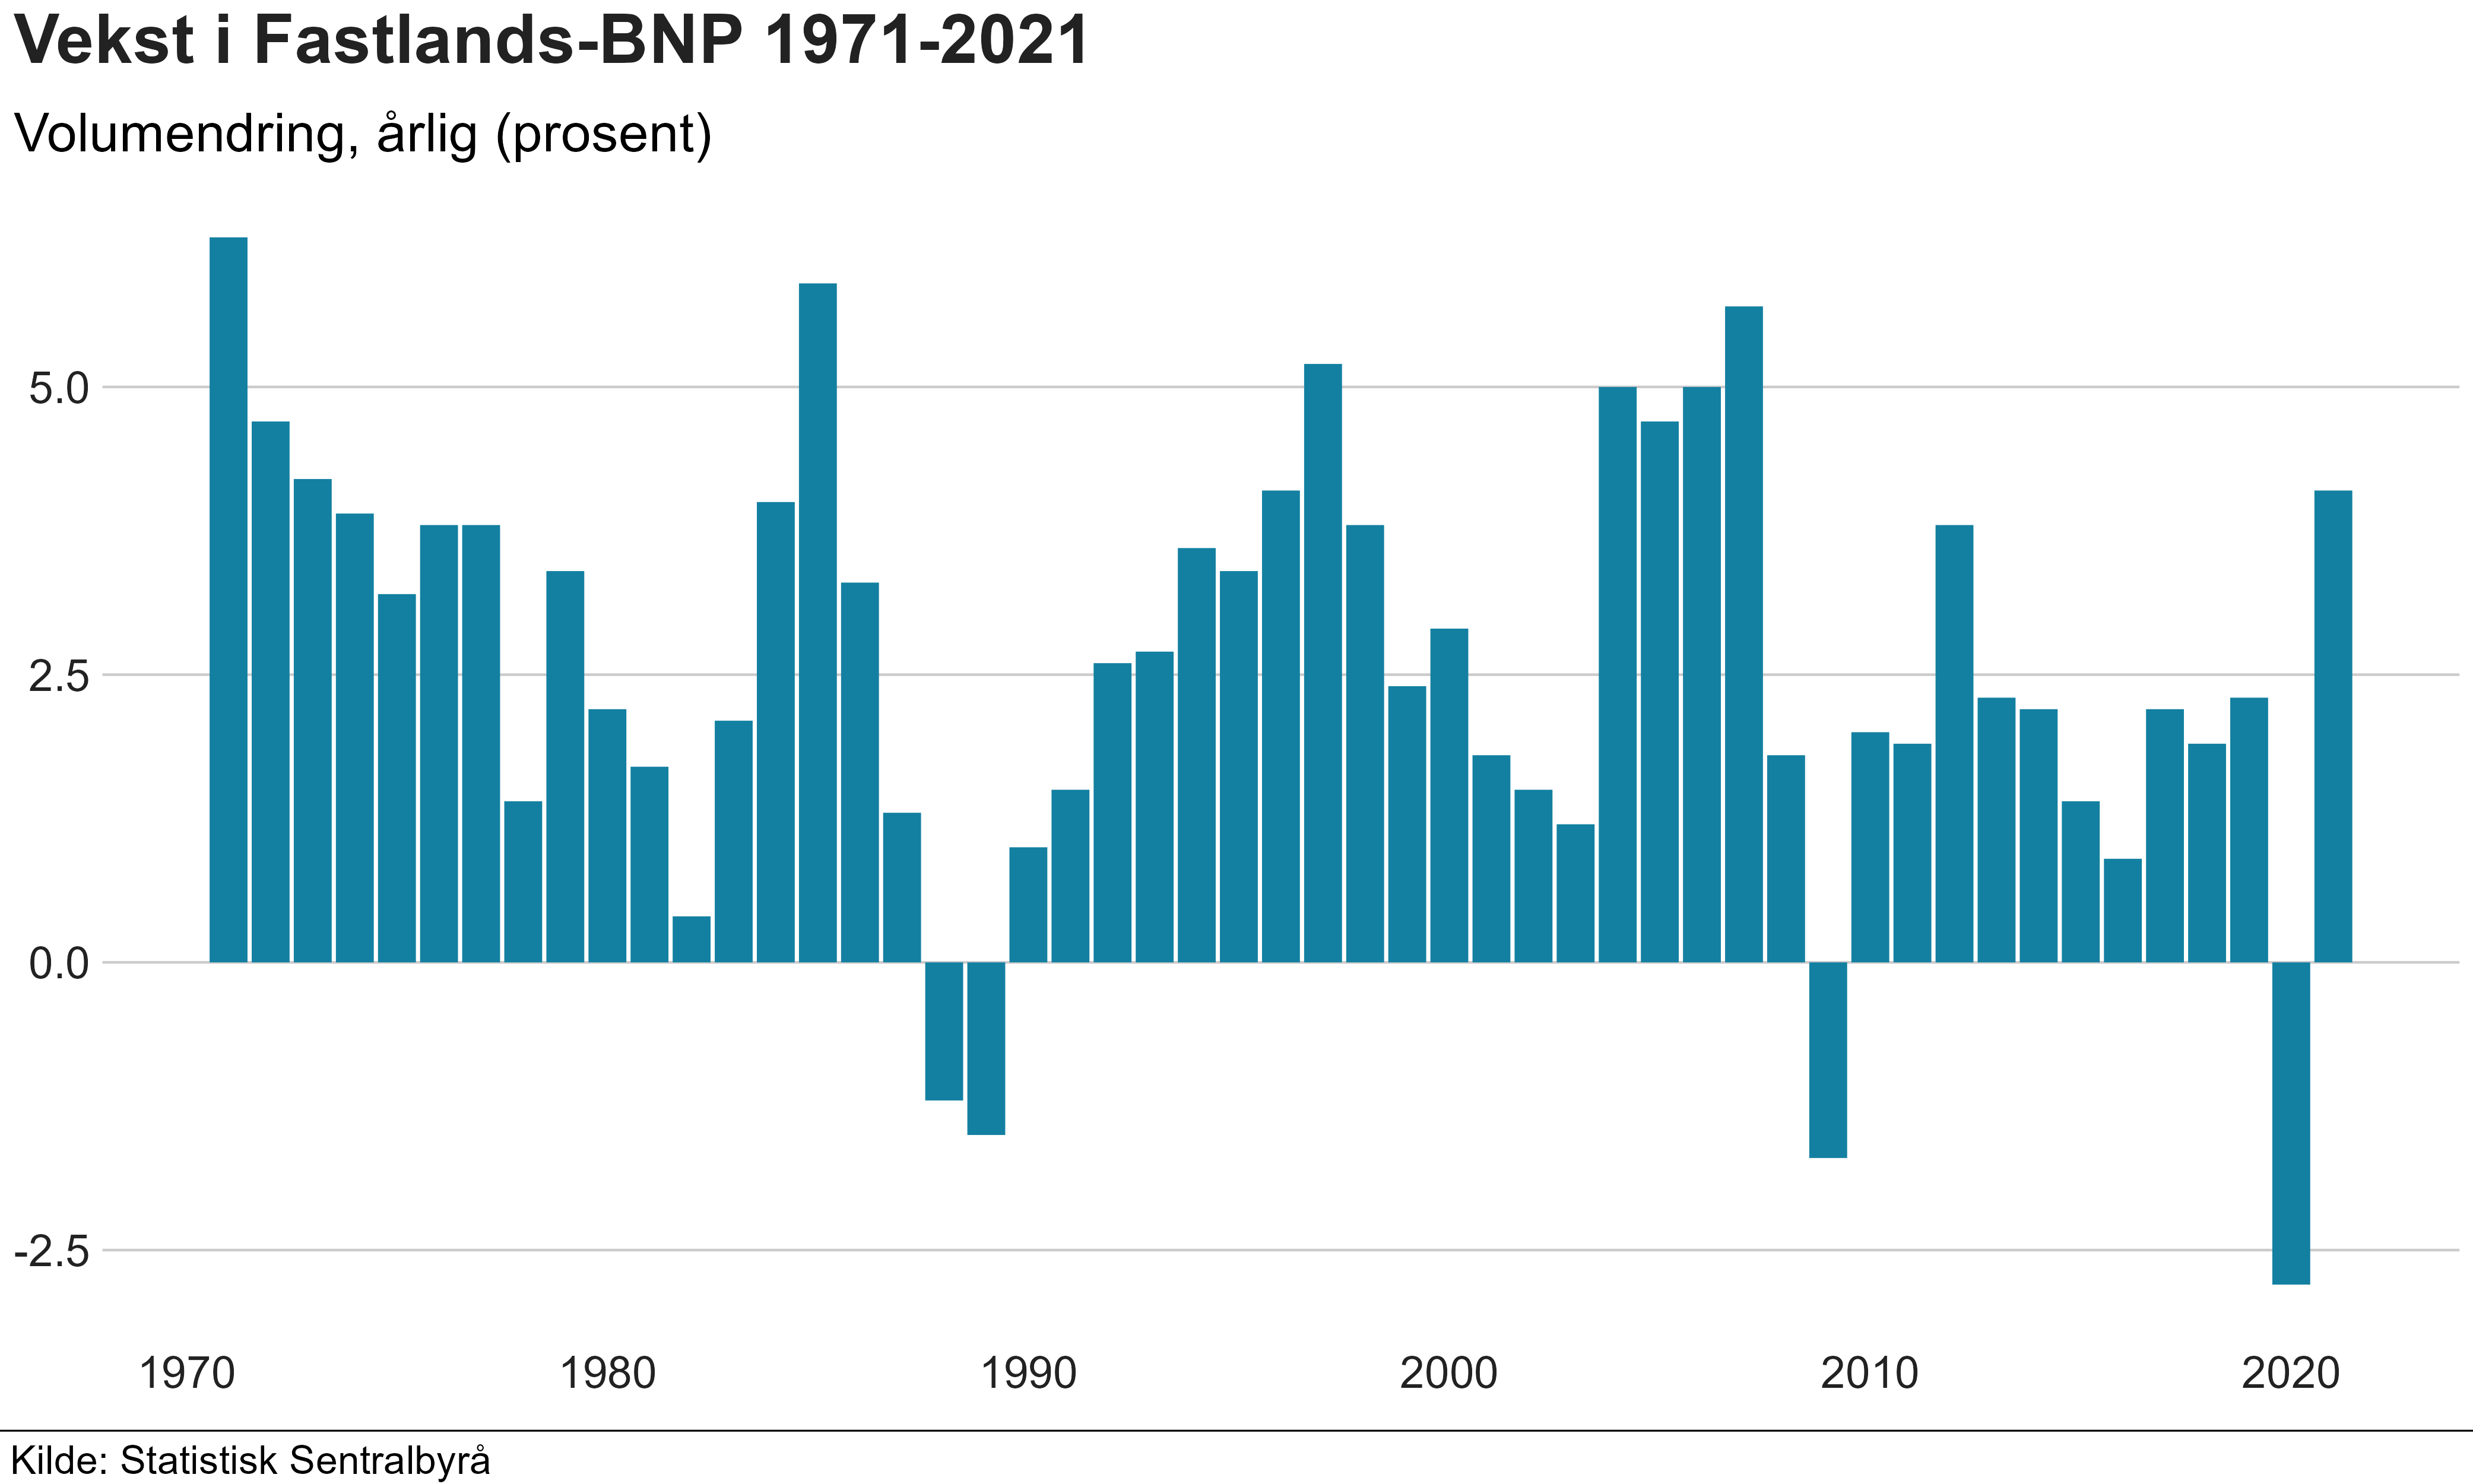 Vekst i Fastlands-BNP 1971-2021
Volumendring, årlig (prosent)
5.0
2.5
0.0
-2.5
1970 1980 1990 2000 2010 2020
Kilde: Statistisk Sentralbyrå